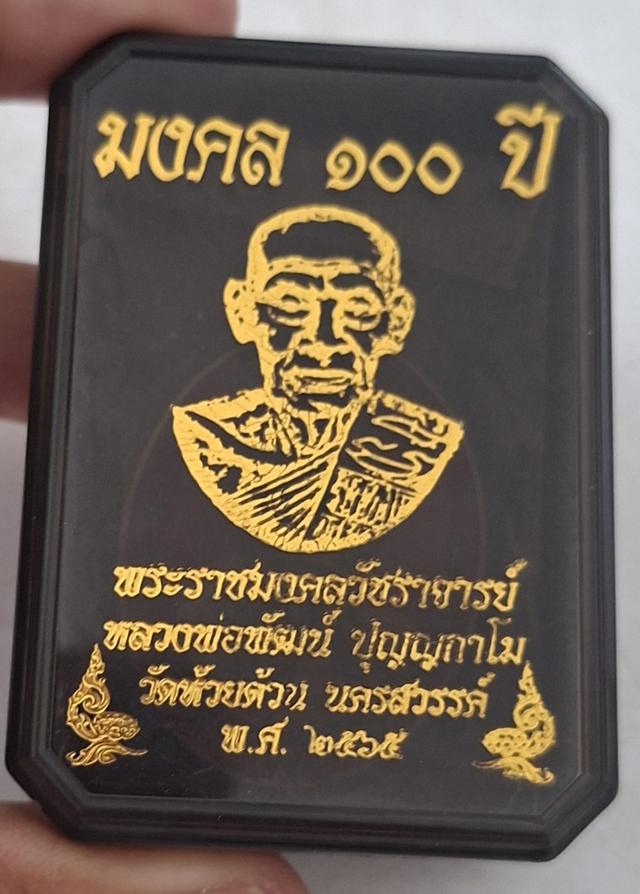 มงคล ๑๐๐ ปี
พระราชมงคลวัชราจารย์
หลวงพ่อพัฒน์ ปุญญกาโม
วัดห้วยด้วน นครสวรรค์
พ.ศ. ๒๕๖๕